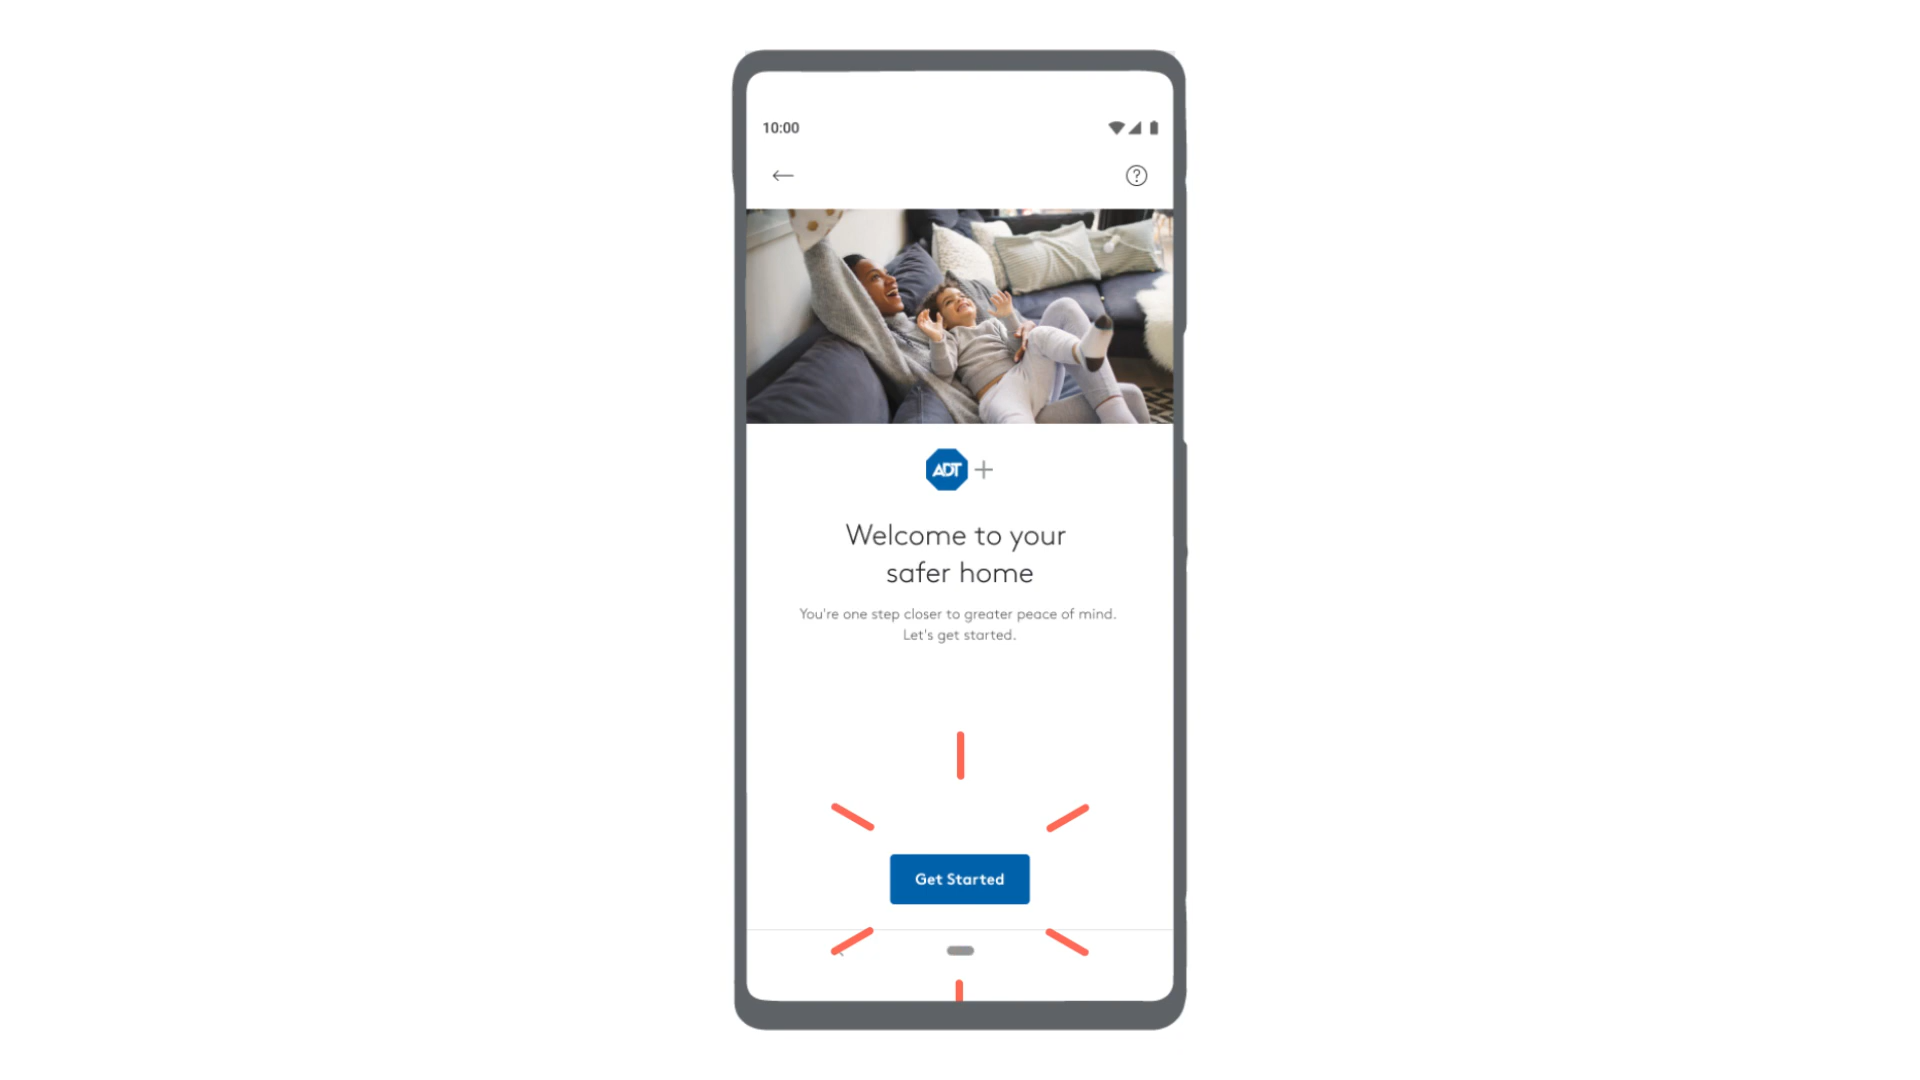 10:00
ADT+
Welcome to your
safer home
You're one step closer to greater peace of mind.
Let's get started.
Get Started